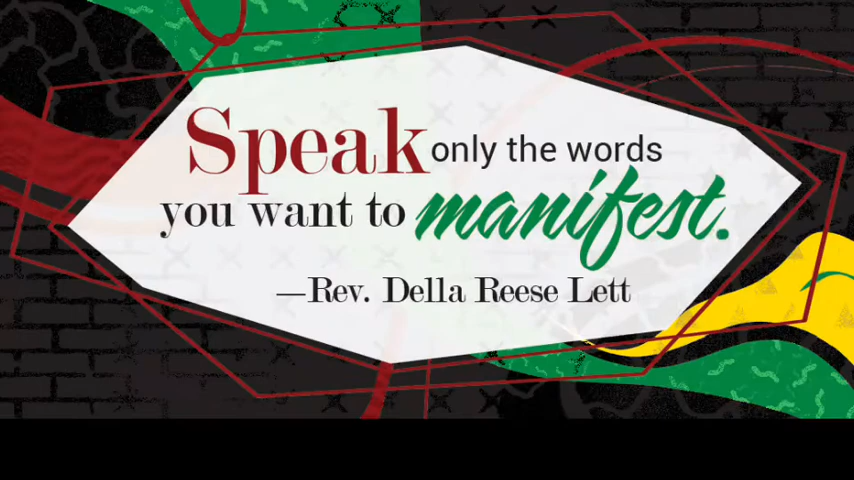 Speak only the words
you want to manifest.
—Rev. Della Reese Lett